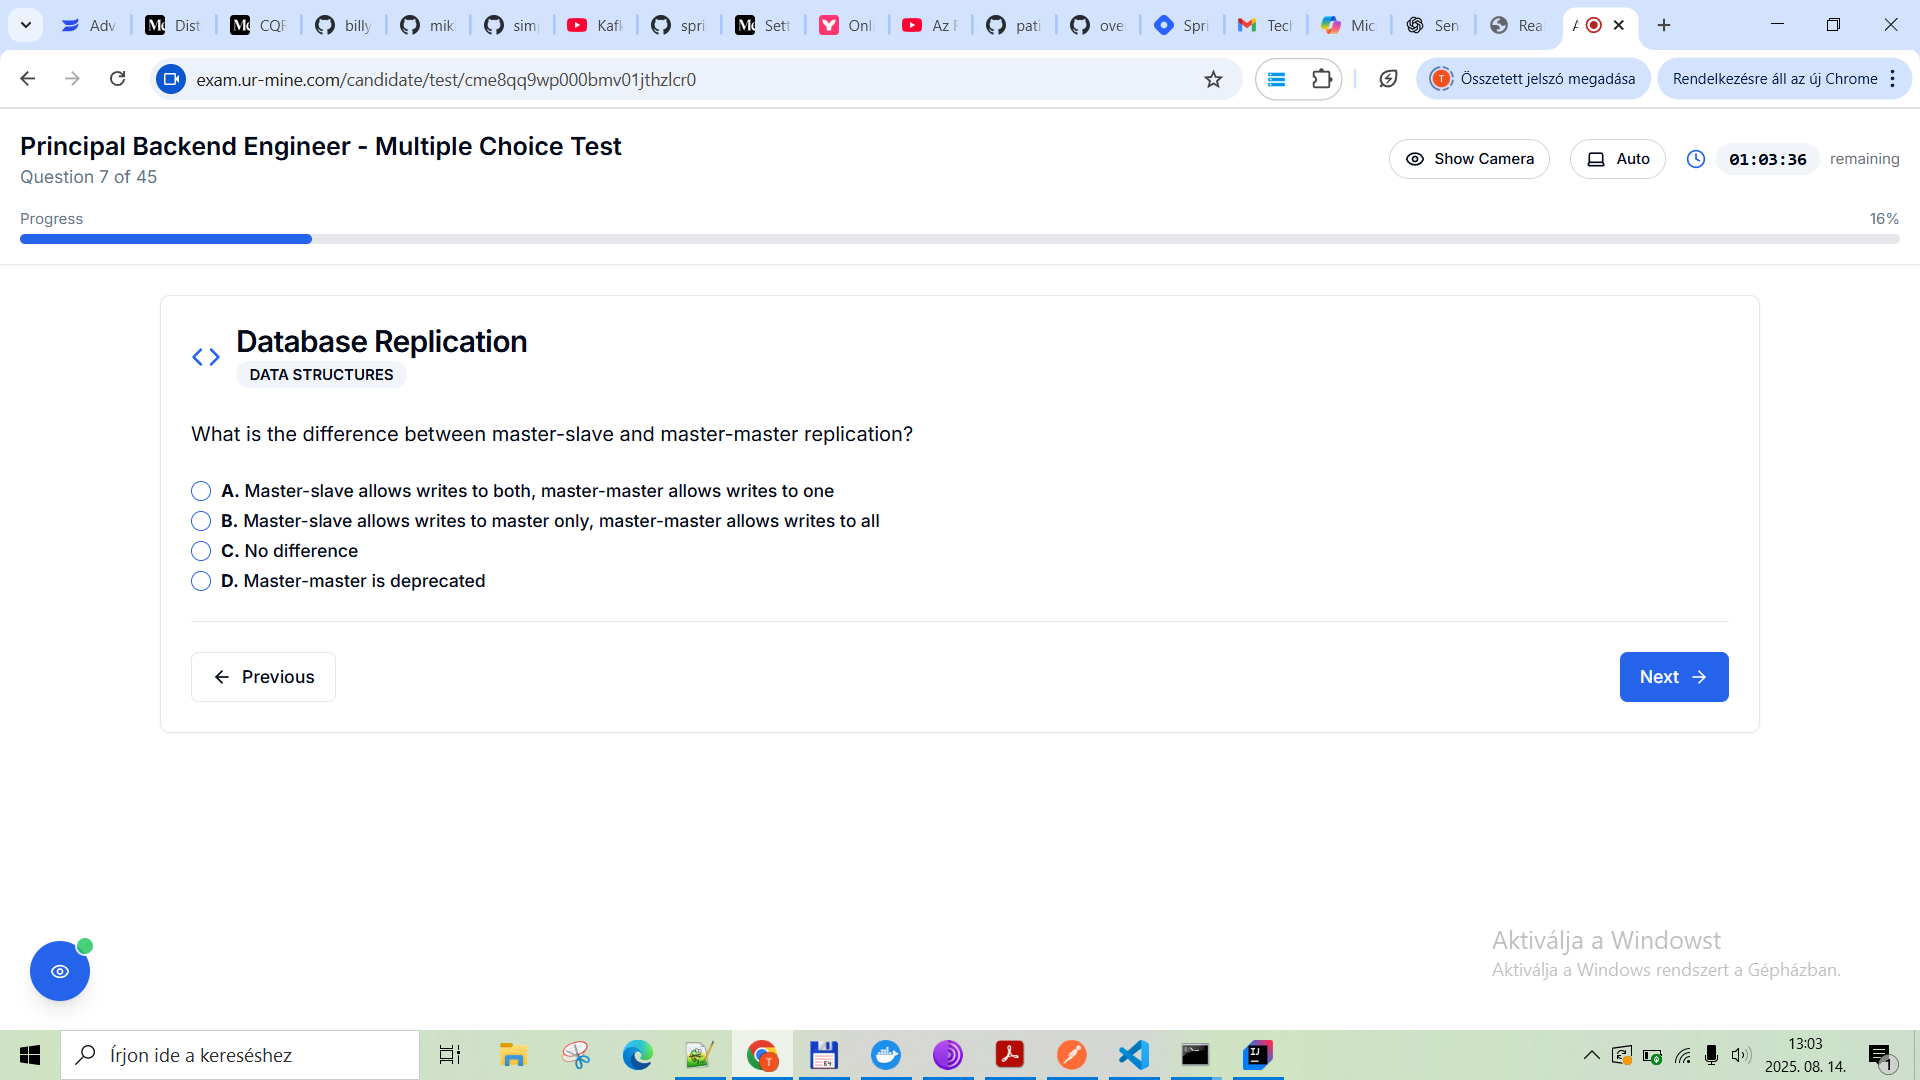 Adv
Dist
CQF
billy
mik
sim
Kafk
spri
Sett
Onli
Az F
pati
ove
Spri
Tech
Mic
Sen
Rea
exam.ur-mine.com/candidate/test/cme8qq9wp000bmv01jthzlcr0
Összetett jelszó megadása
Rendelkezésre áll az új Chrome
Principal Backend Engineer - Multiple Choice Test
Question 7 of 45
Show Camera
Auto
01:03:36 remaining
Progress
16%
Database Replication
DATA STRUCTURES
What is the difference between master-slave and master-master replication?
A. Master-slave allows writes to both, master-master allows writes to one
B. Master-slave allows writes to master only, master-master allows writes to all
C. No difference
D. Master-master is deprecated
Previous
Next
Aktiválja a Windowst
Aktiválja a Windows rendszert a Gépházban.
Írjon ide a kereséshez
13:03
2025. 08. 14.
1